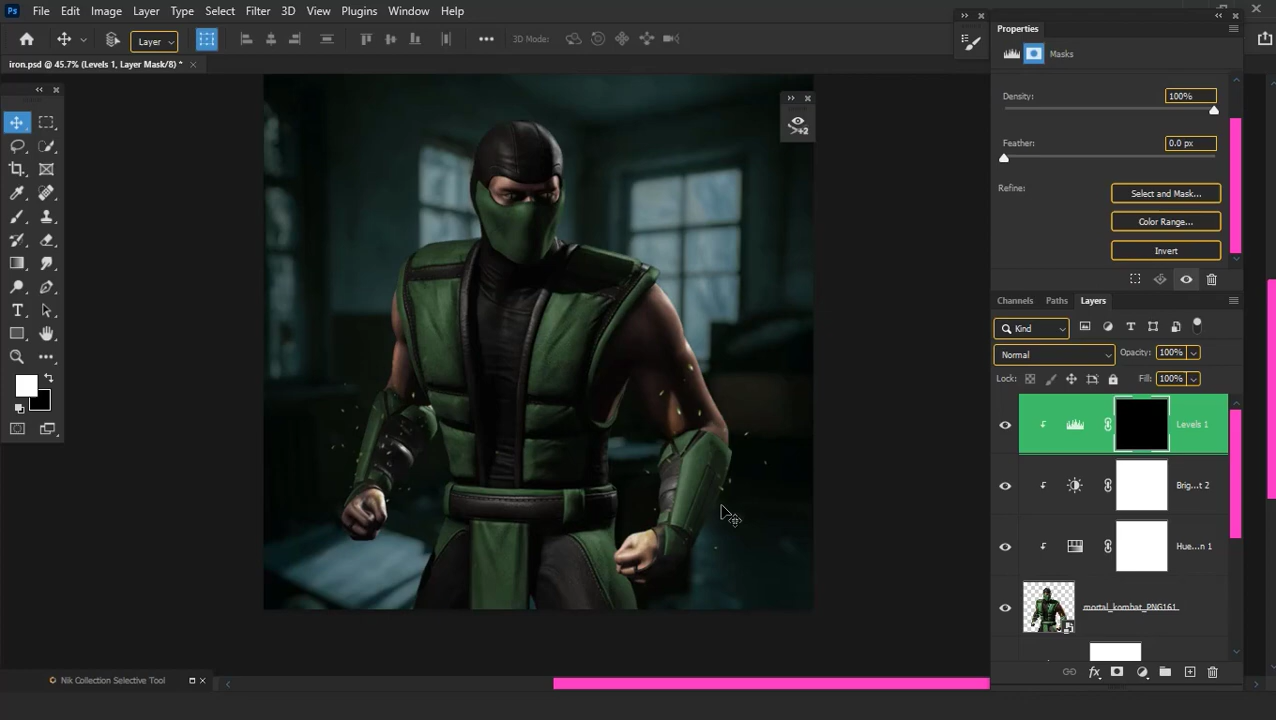 Ps File Edit Image Layer Type Select Filter 3D View Plugins Window Help
Layer 3D Mode:
iron.psd @ 45.7% (Levels 1, Layer Mask/8) *
Properties
Masks
Density: 100%
Feather: 0.0 px
Refine: Select and Mask...
Color Range...
Invert
+2
Channels Paths Layers
Kind
Normal Opacity: 100%
Lock: Fill: 100%
Levels 1
Brig...t 2
Hue...n 1
mortal_kombat_PNG161
fx
T
Nik Collection Selective Tool